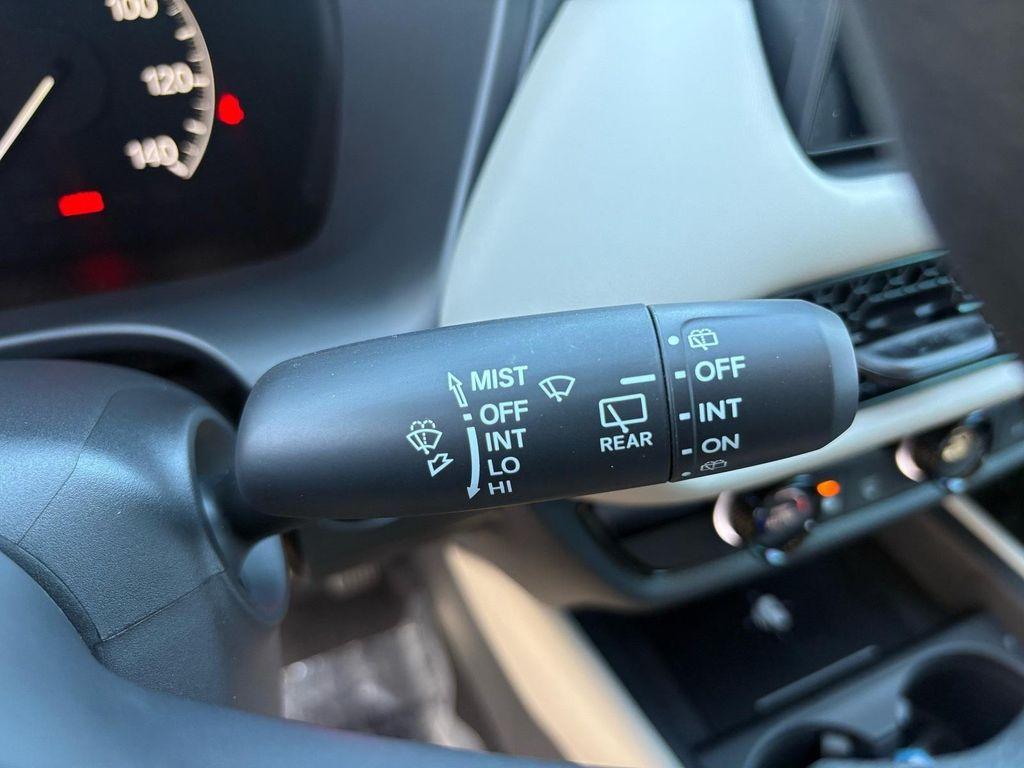 100
120
140
MIST
OFF
INT
LO
HI
REAR
OFF
INT
ON